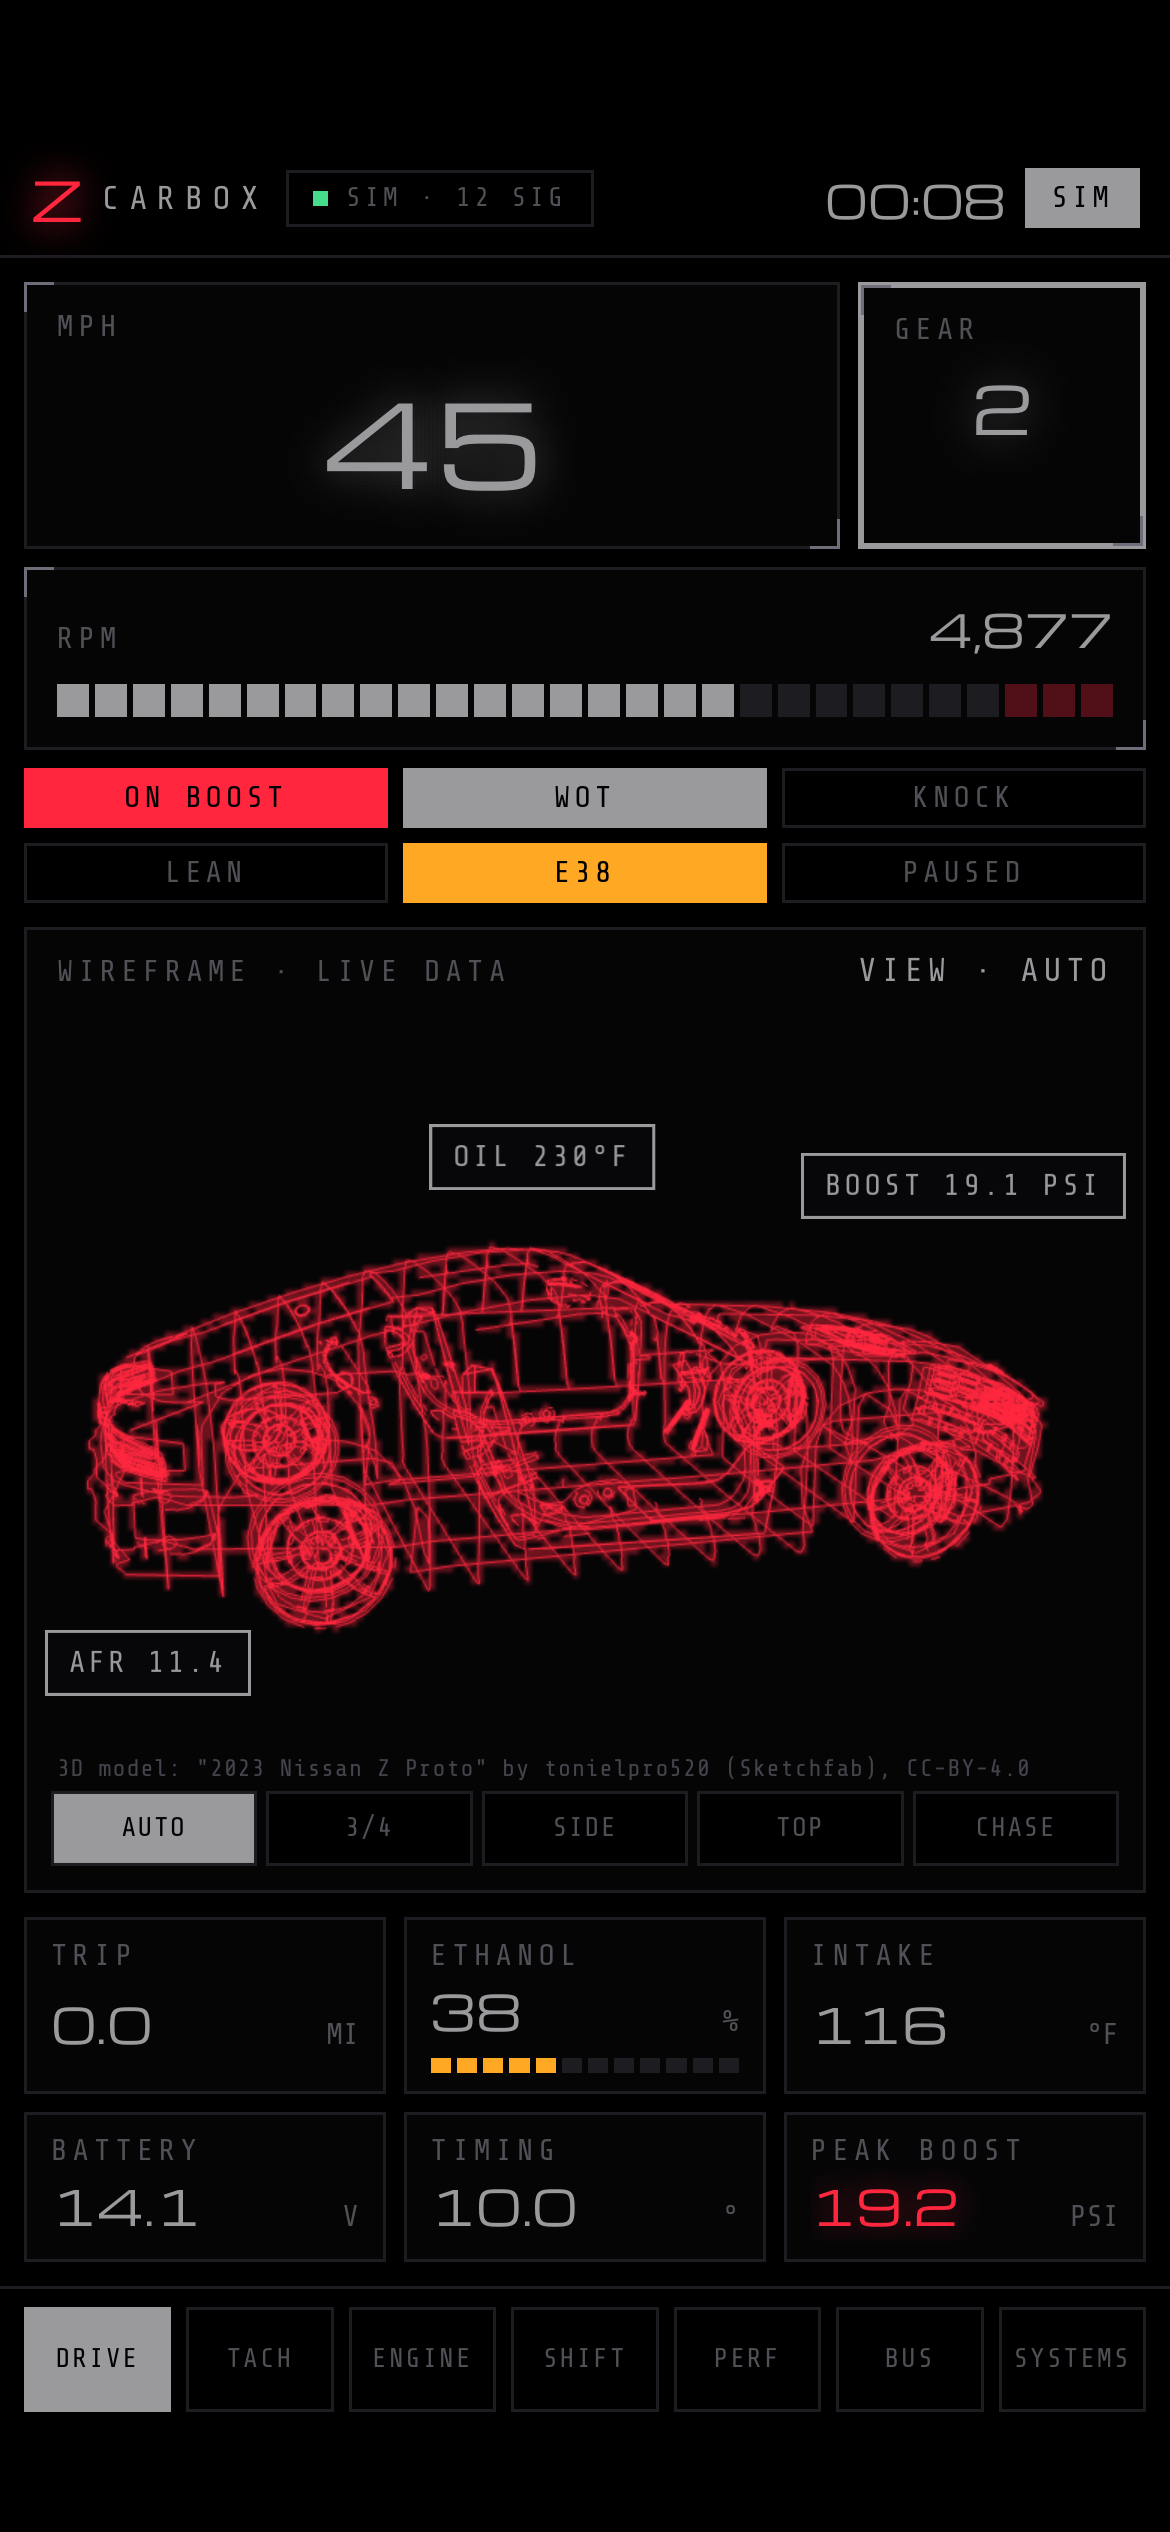 Z CARBOX SIM · 12 SIG 00:08 SIM
MPH
45
GEAR
2
RPM 4,877
ON BOOST WOT KNOCK
LEAN E38 PAUSED
WIREFRAME · LIVE DATA VIEW · AUTO
OIL 230°F
BOOST 19.1 PSI
AFR 11.4
3D model: "2023 Nissan Z Proto" by tonielpro520 (Sketchfab), CC-BY-4.0
AUTO 3/4 SIDE TOP CHASE
TRIP
0.0 MI
ETHANOL
38 %
INTAKE
116 °F
BATTERY
14.1 V
TIMING
10.0 °
PEAK BOOST
19.2 PSI
DRIVE TACH ENGINE SHIFT PERF BUS SYSTEMS